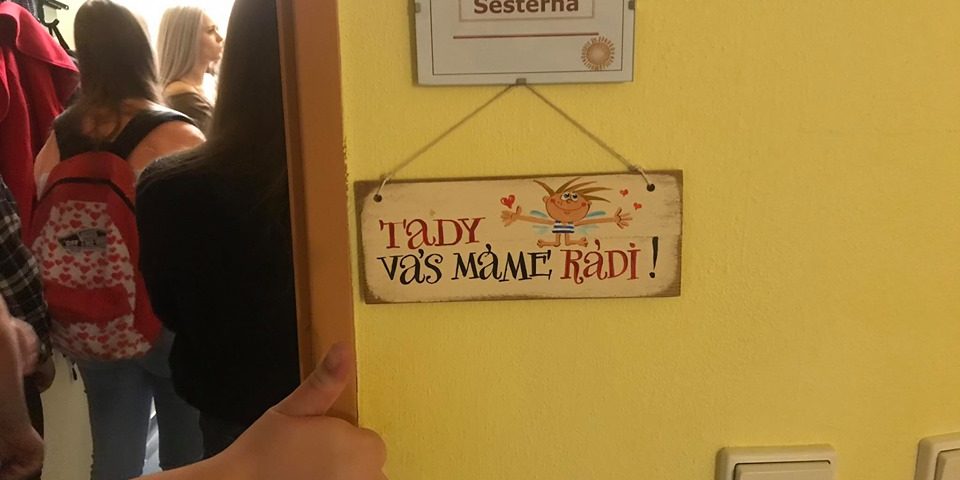 Sesterna
TADY
VÁS MÁME RÁDI!